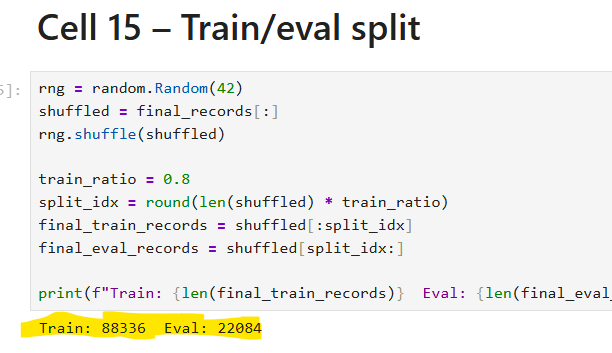 Cell 15 – Train/eval split
5]:
rng = random.Random(42)
shuffled = final_records[:]
rng.shuffle(shuffled)
train_ratio = 0.8
split_idx = round(len(shuffled) * train_ratio)
final_train_records = shuffled[:split_idx]
final_eval_records = shuffled[split_idx:]
print(f"Train: {len(final_train_records)}  Eval: {len(final_eval_
Train: 88336  Eval: 22084